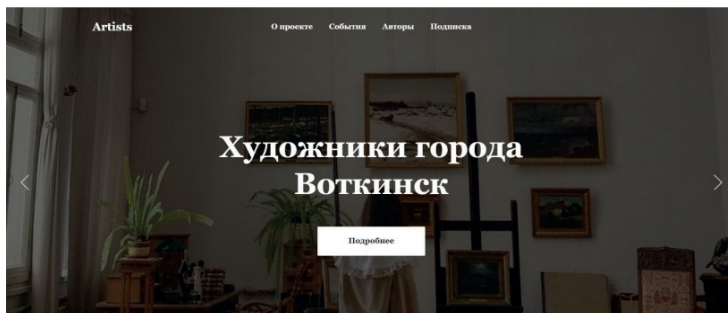 Artists
О проекте События Авторы Подписка
Художники города
Воткинск
Подробнее